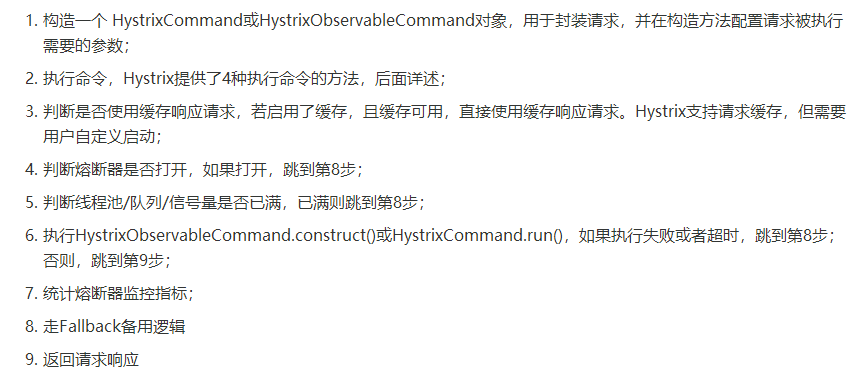 1. 构造一个 HystrixCommand或HystrixObservableCommand对象，用于封装请求，并在构造方法配置请求被执行
需要的参数；
2. 执行命令，Hystrix提供了4种执行命令的方法，后面详述；
3. 判断是否使用缓存响应请求，若启用了缓存，且缓存可用，直接使用缓存响应请求。Hystrix支持请求缓存，但需要
用户自定义启动；
4. 判断熔断器是否打开，如果打开，跳到第8步；
5. 判断线程池/队列/信号量是否已满，已满则跳到第8步；
6. 执行HystrixObservableCommand.construct()或HystrixCommand.run()，如果执行失败或者超时，跳到第8步；
否则，跳到第9步；
7. 统计熔断器监控指标；
8. 走Fallback备用逻辑
9. 返回请求响应